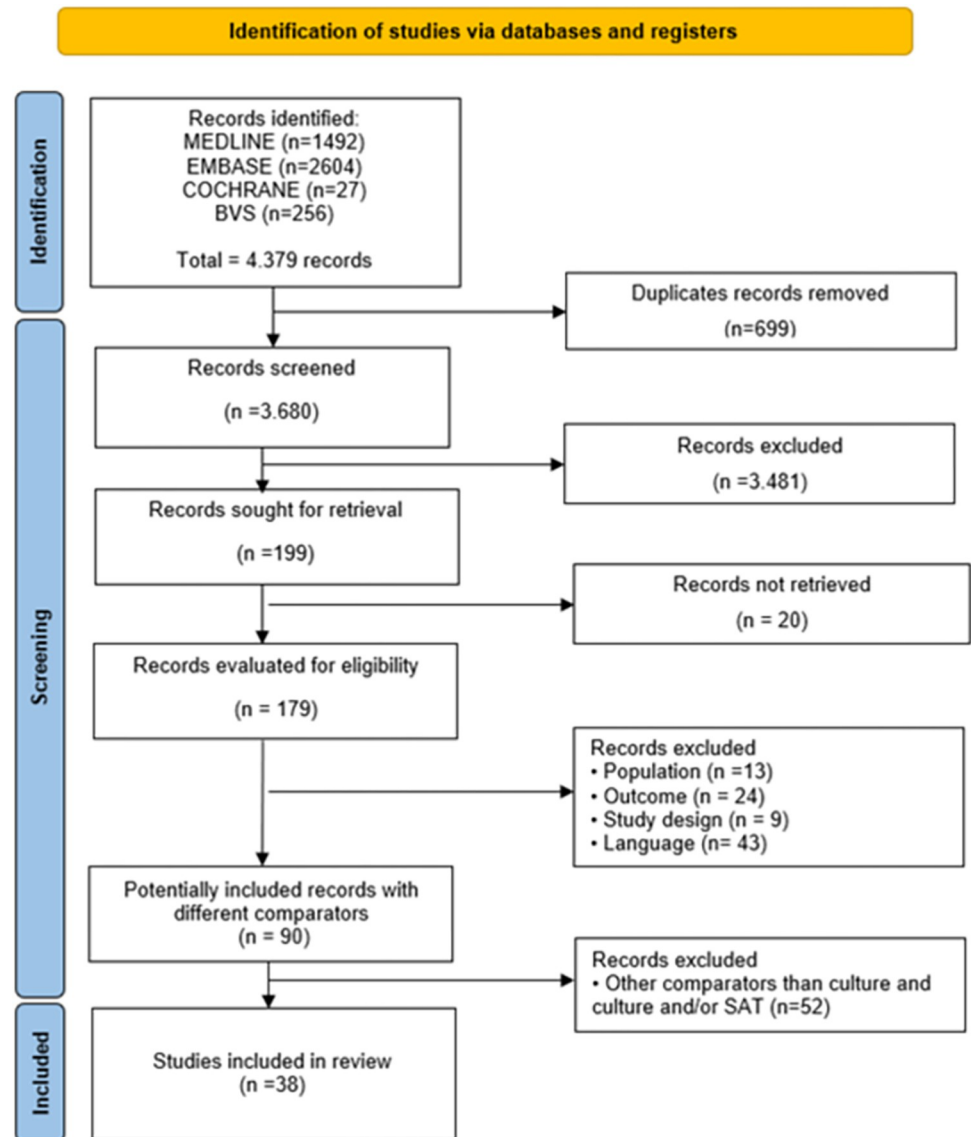 Identification of studies via databases and registers
Identification
Records identified:
MEDLINE (n=1492)
EMBASE (n=2604)
COCHRANE (n=27)
BVS (n=256)
Total = 4.379 records
Duplicates records removed
(n=699)
Screening
Records screened
(n =3.680)
Records excluded
(n =3.481)
Records sought for retrieval
(n =199)
Records not retrieved
(n = 20)
Records evaluated for eligibility
(n = 179)
Records excluded
• Population (n =13)
• Outcome (n = 24)
• Study design (n = 9)
• Language (n= 43)
Potentially included records with
different comparators
(n = 90)
Records excluded
• Other comparators than culture and
culture and/or SAT (n=52)
Included
Studies included in review
(n =38)